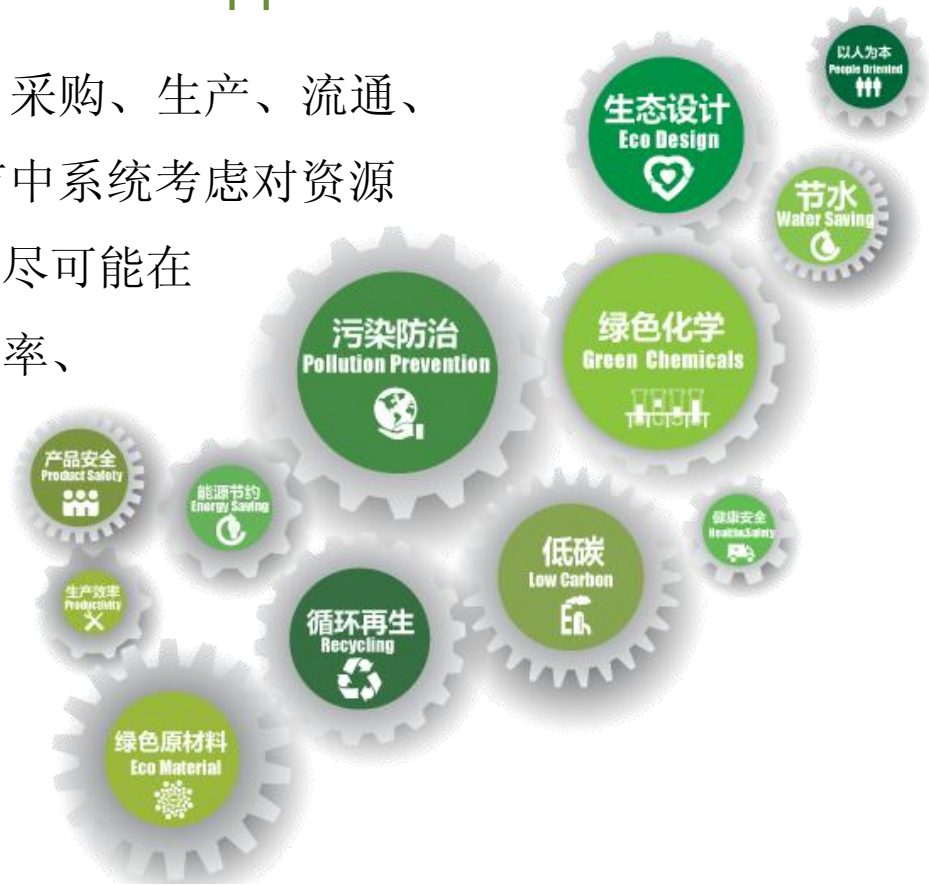 采购、生产、流通、
中系统考虑对资源
尽可能在
率、
以人为本
People Oriented
生态设计
Eco Design
节水
Water Saving
污染防治
Pollution Prevention
绿色化学
Green Chemicals
产品安全
Product Safety
能源节约
Energy Saving
健康安全
Health&Safety
低碳
Low Carbon
生产效率
Productivity
循环再生
Recycling
绿色原材料
Eco Material